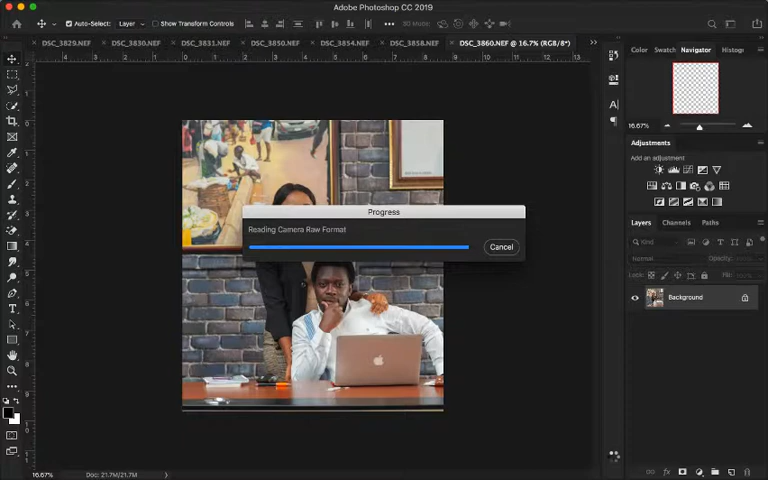 Adobe Photoshop CC 2019
Auto-Select: Layer Show Transform Controls 3D Mode:
DSC_3829.NEF DSC_3830.NEF DSC_3831.NEF DSC_3850.NEF DSC_3854.NEF DSC_3858.NEF DSC_3860.NEF @ 16.7% (RGB/8*)
Color Swatch Navigator Histog
16.67%
Adjustments
Add an adjustment
Layers Channels Paths
Kind
Normal Opacity:
Lock: Fill:
Background
Progress
Reading Camera Raw Format
Cancel
16.67% Doc: 21.7M/21.7M